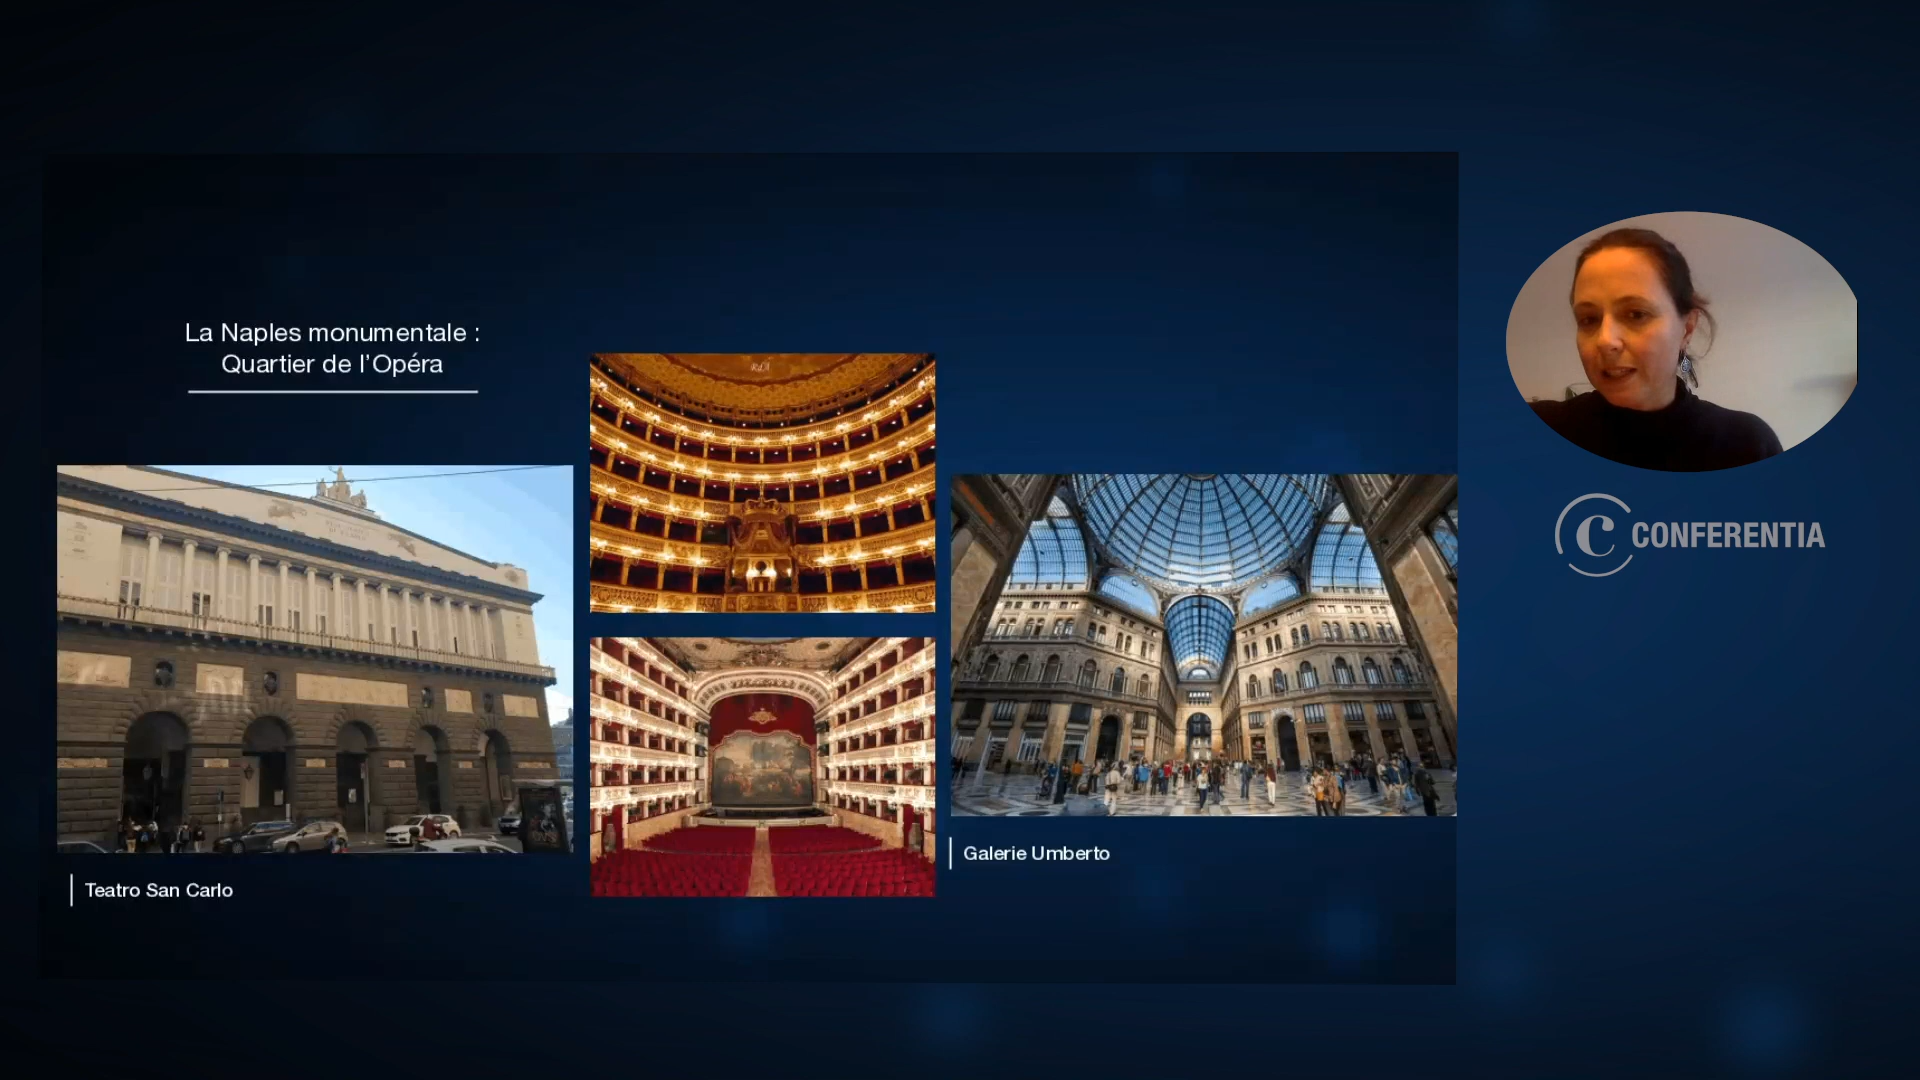 La Naples monumentale :
Quartier de l’Opéra
Teatro San Carlo
Galerie Umberto
C CONFERENTIA